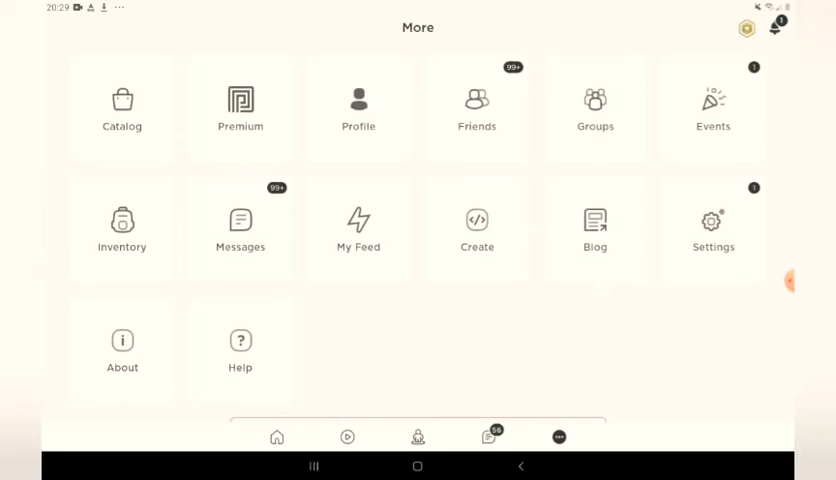 20:29
More
1
Catalog
Premium
Profile
99+
Friends
Groups
1
Events
Inventory
99+
Messages
My Feed
Create
Blog
1
Settings
About
Help
56